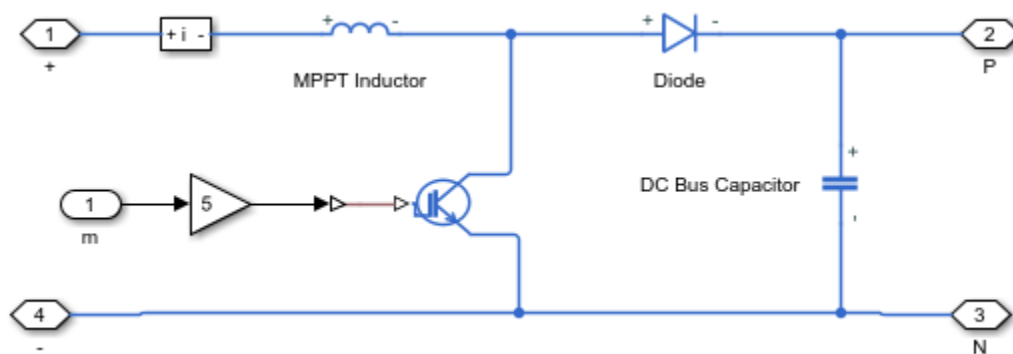 1
+
+ i -
+
-
MPPT Inductor
+
-
Diode
2
P
1
m
5
DC Bus Capacitor
+
-
4
-
3
N